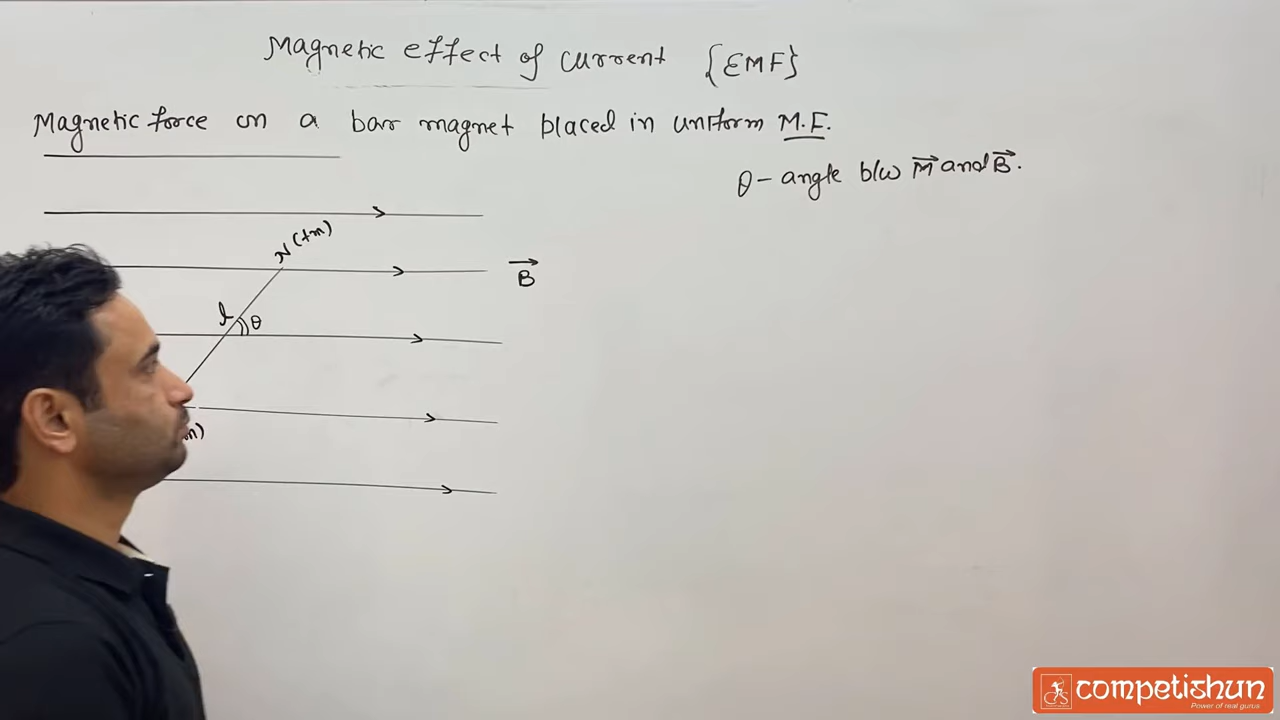 Magnetic effect of current {EMF}
Magnetic force on a bar magnet placed in uniform M.F.
θ - angle b/w M⃗ and B⃗.
N (+m)
B⃗
l θ
competishun
Power of real gurus